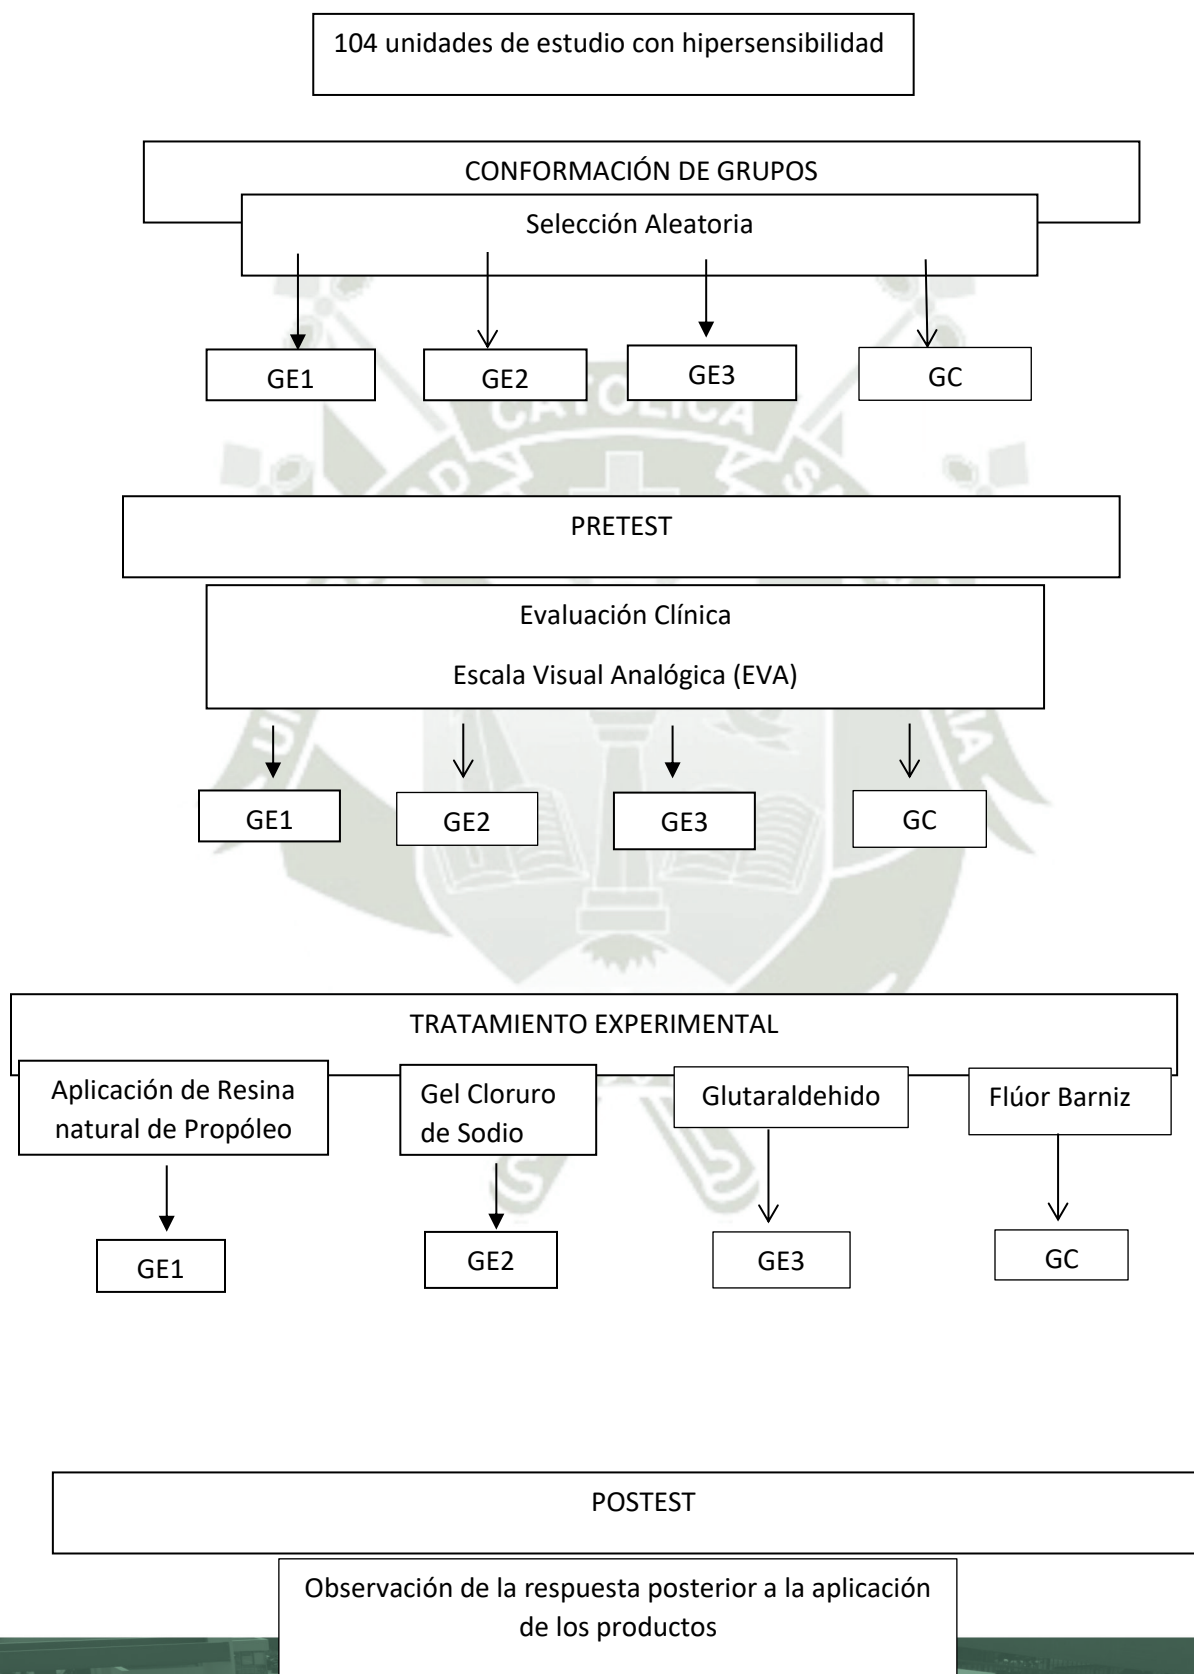 104 unidades de estudio con hipersensibilidad
CONFORMACIÓN DE GRUPOS
Selección Aleatoria
GE1
GE2
GE3
GC
CATOLICA
PRETEST
Evaluación Clínica
Escala Visual Analógica (EVA)
GE1
GE2
GE3
GC
TRATAMIENTO EXPERIMENTAL
Aplicación de Resina
natural de Propóleo
Gel Cloruro
de Sodio
Glutaraldehido
Flúor Barniz
GE1
GE2
GE3
GC
POSTEST
Observación de la respuesta posterior a la aplicación
de los productos